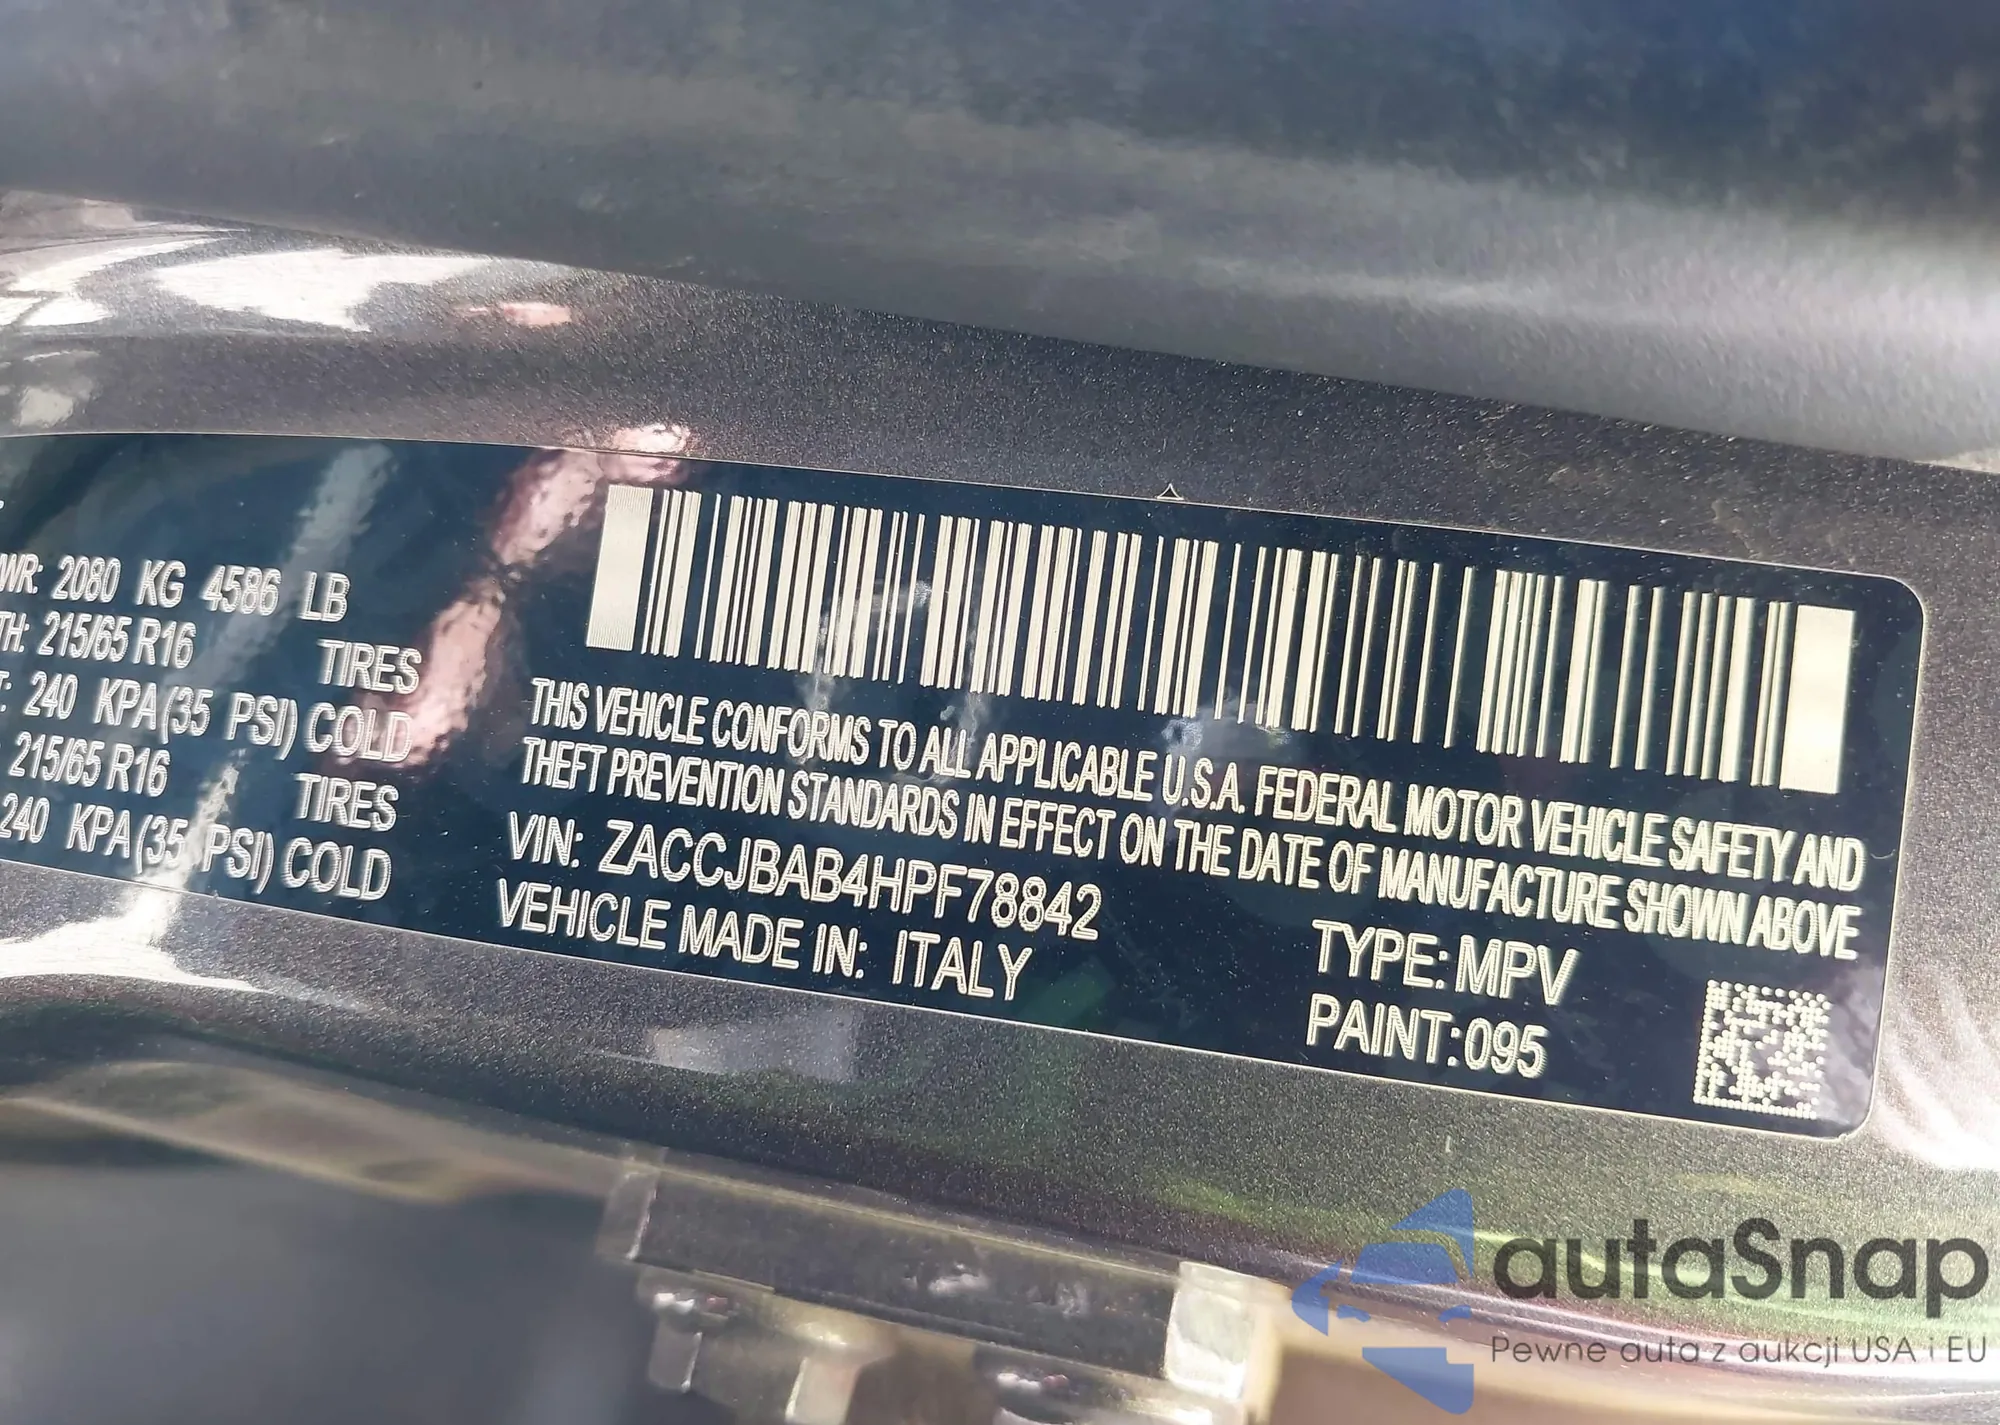 WR: 2080 KG 4586 LB
TH: 215/65 R16 TIRES
T: 240 KPA(35 PSI) COLD
: 215/65 R16 TIRES
240 KPA(35 PSI) COLD
THIS VEHICLE CONFORMS TO ALL APPLICABLE U.S.A. FEDERAL MOTOR VEHICLE SAFETY AND
THEFT PREVENTION STANDARDS IN EFFECT ON THE DATE OF MANUFACTURE SHOWN ABOVE
VIN: ZACCJBAB4HPF78842
VEHICLE MADE IN: ITALY
TYPE: MPV
PAINT: 095
autaSnap
Pewne auta z aukcji USA i EU